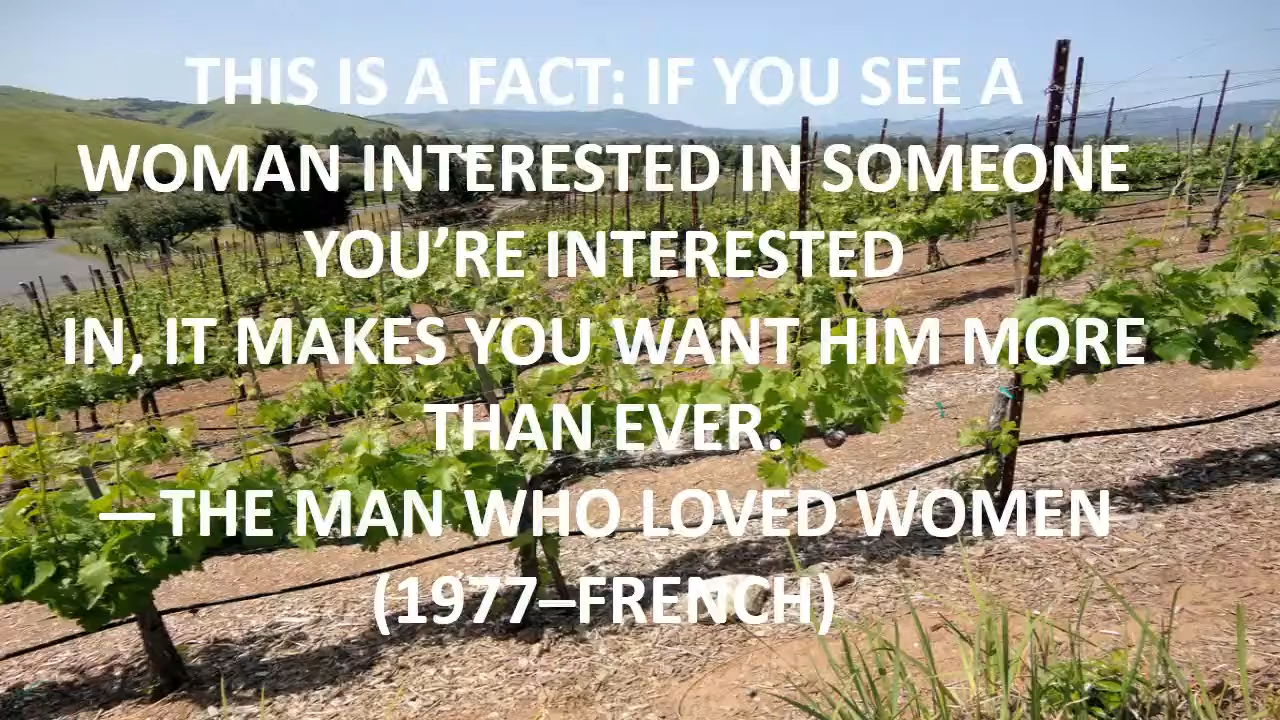 THIS IS A FACT: IF YOU SEE A
WOMAN INTERESTED IN SOMEONE
YOU’RE INTERESTED
IN, IT MAKES YOU WANT HIM MORE
THAN EVER.
—THE MAN WHO LOVED WOMEN
(1977–FRENCH)